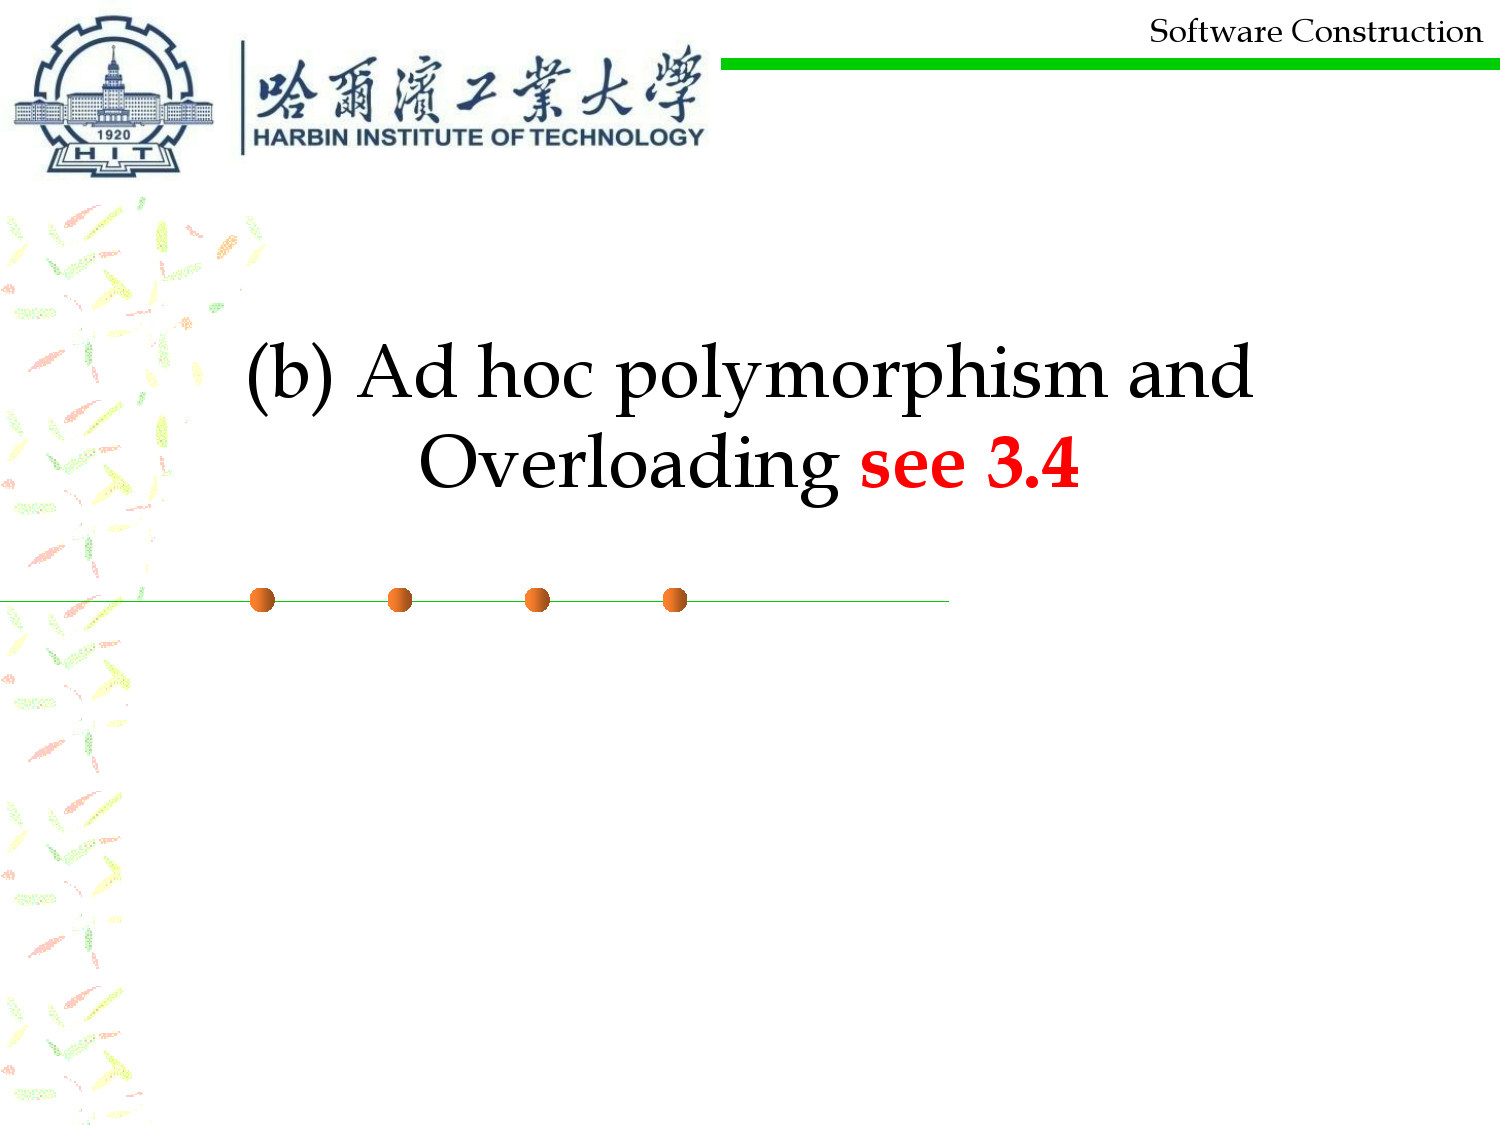 Software Construction
哈爾濱工業大學
HARBIN INSTITUTE OF TECHNOLOGY
1920
HIT
(b) Ad hoc polymorphism and
Overloading see 3.4